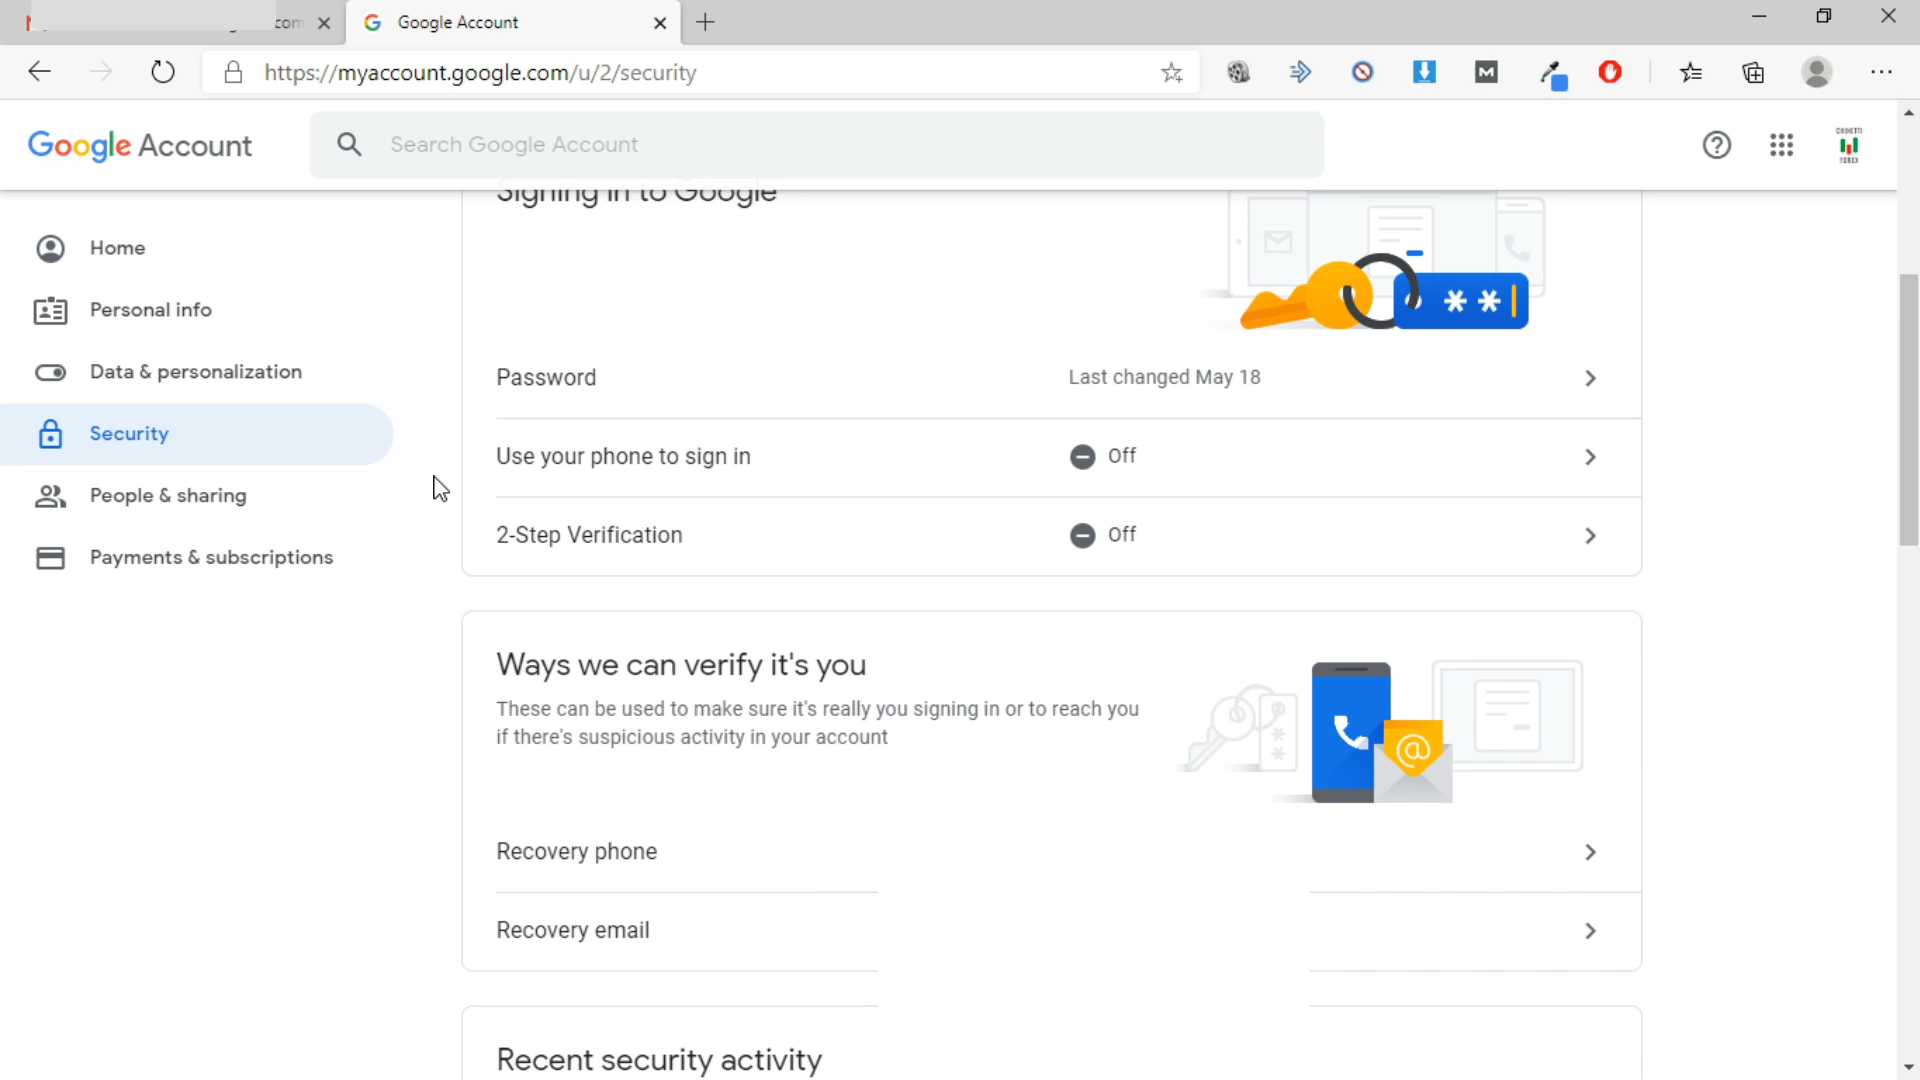 com
Google Account
https://myaccount.google.com/u/2/security
Google Account
Search Google Account
CHINETTI
FOREX
Signing in to Google
Home
Personal info
Data & personalization
Security
People & sharing
Payments & subscriptions
Password
Last changed May 18
Use your phone to sign in
Off
2-Step Verification
Off
Ways we can verify it's you
These can be used to make sure it's really you signing in or to reach you
if there's suspicious activity in your account
Recovery phone
Recovery email
Recent security activity